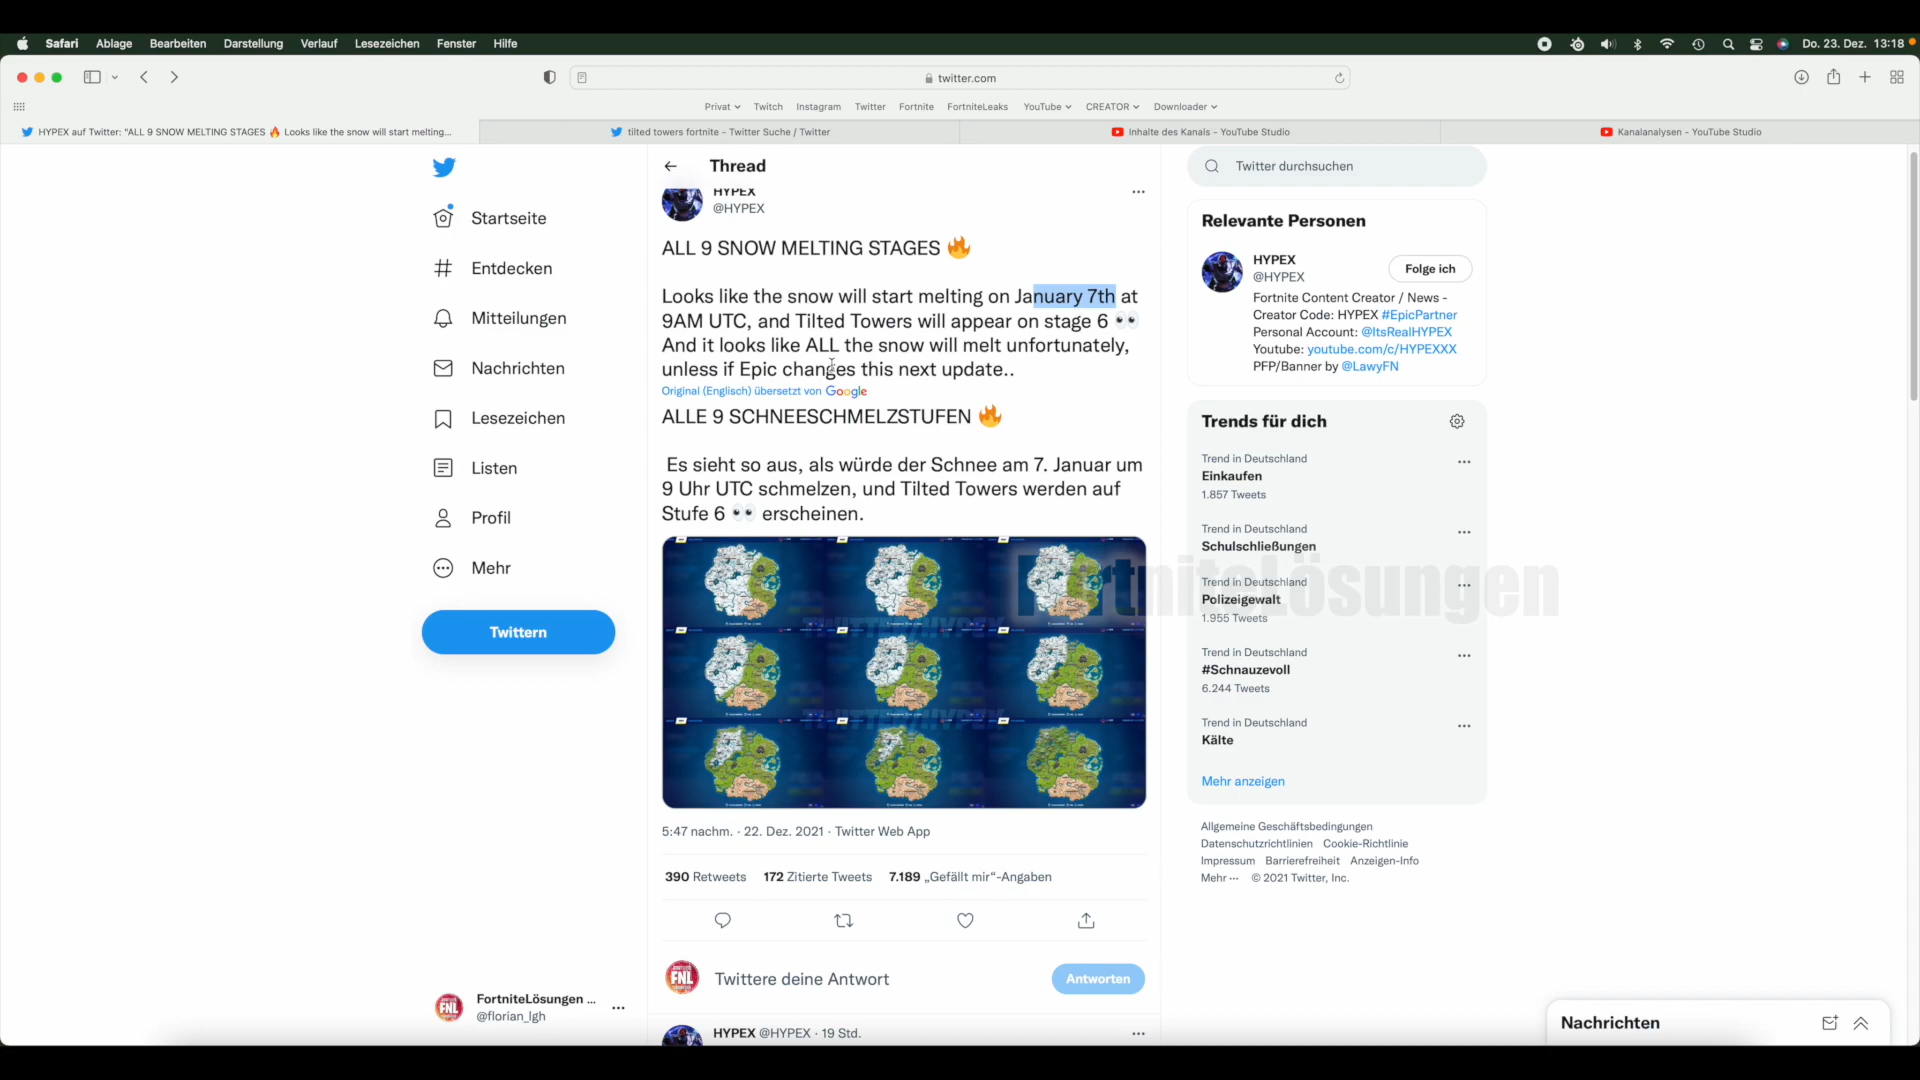 Safari Ablage Bearbeiten Darstellung Verlauf Lesezeichen Fenster Hilfe
Do. 23. Dez. 13:18
twitter.com
Privat Twitch Instagram Twitter Fortnite FortniteLeaks YouTube CREATOR Downloader
HYPEX auf Twitter: "ALL 9 SNOW MELTING STAGES 🔥 Looks like the snow will start melting...
tilted towers fortnite - Twitter Suche / Twitter
Inhalte des Kanals - YouTube Studio
Kanalanalysen - YouTube Studio
Startseite
Entdecken
Mitteilungen
Nachrichten
Lesezeichen
Listen
Profil
Mehr
Twittern
FortniteLösungen ...
@florian_lgh
Thread
HYPEX
@HYPEX
ALL 9 SNOW MELTING STAGES 🔥
Looks like the snow will start melting on January 7th at
9AM UTC, and Tilted Towers will appear on stage 6 👀
And it looks like ALL the snow will melt unfortunately,
unless if Epic changes this next update..
Original (Englisch) übersetzt von Google
ALLE 9 SCHNEESCHMELZSTUFEN 🔥
Es sieht so aus, als würde der Schnee am 7. Januar um
9 Uhr UTC schmelzen, und Tilted Towers werden auf
Stufe 6 👀 erscheinen.
TWITTER/HYPEX
TWITTER/HYPEX
FortniteLösungen
5:47 nachm. · 22. Dez. 2021 · Twitter Web App
390 Retweets 172 Zitierte Tweets 7.189 „Gefällt mir“-Angaben
FNL
Twittere deine Antwort
Antworten
HYPEX @HYPEX · 19 Std.
Twitter durchsuchen
Relevante Personen
HYPEX
@HYPEX
Folge ich
Fortnite Content Creator / News -
Creator Code: HYPEX #EpicPartner
Personal Account: @ItsRealHYPEX
Youtube: youtube.com/c/HYPEXXX
PFP/Banner by @LawyFN
Trends für dich
Trend in Deutschland
Einkaufen
1.857 Tweets
Trend in Deutschland
Schulschließungen
Trend in Deutschland
Polizeigewalt
1.955 Tweets
Trend in Deutschland
#Schnauzevoll
6.244 Tweets
Trend in Deutschland
Kälte
Mehr anzeigen
Allgemeine Geschäftsbedingungen
Datenschutzrichtlinien Cookie-Richtlinie
Impressum Barrierefreiheit Anzeigen-Info
Mehr ··· © 2021 Twitter, Inc.
Nachrichten
FNL